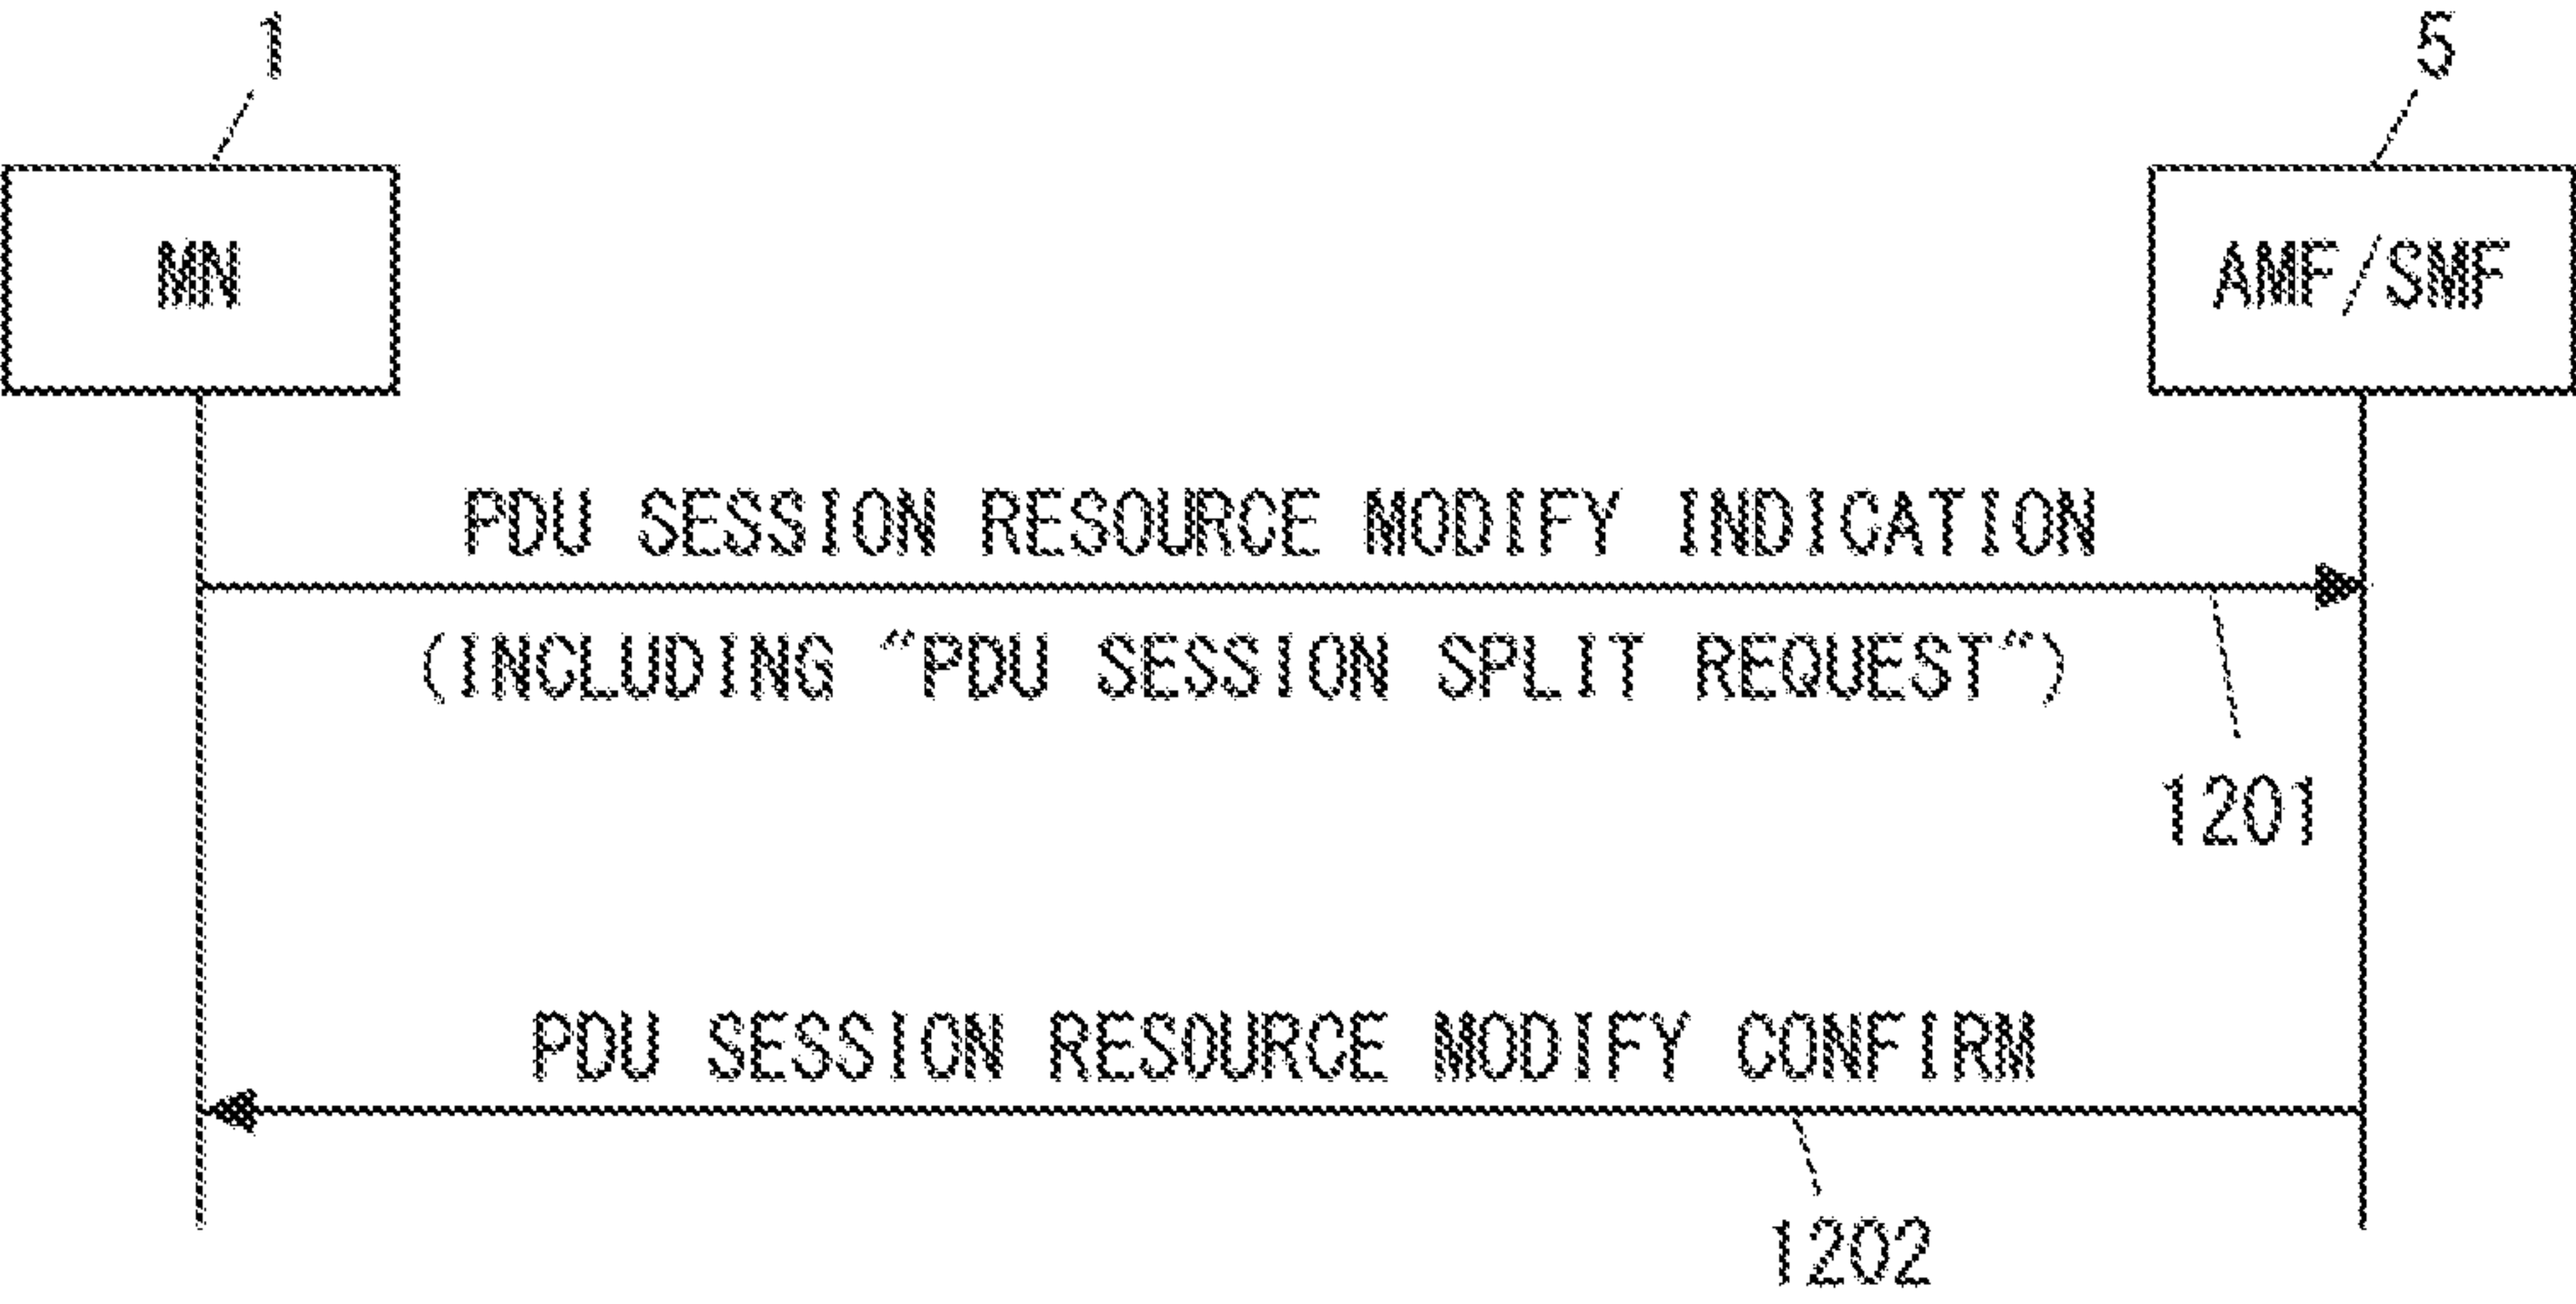 1
5
MN
AMF/SMF
PDU SESSION RESOURCE MODIFY INDICATION
(INCLUDING "PDU SESSION SPLIT REQUEST")
1201
PDU SESSION RESOURCE MODIFY CONFIRM
1202